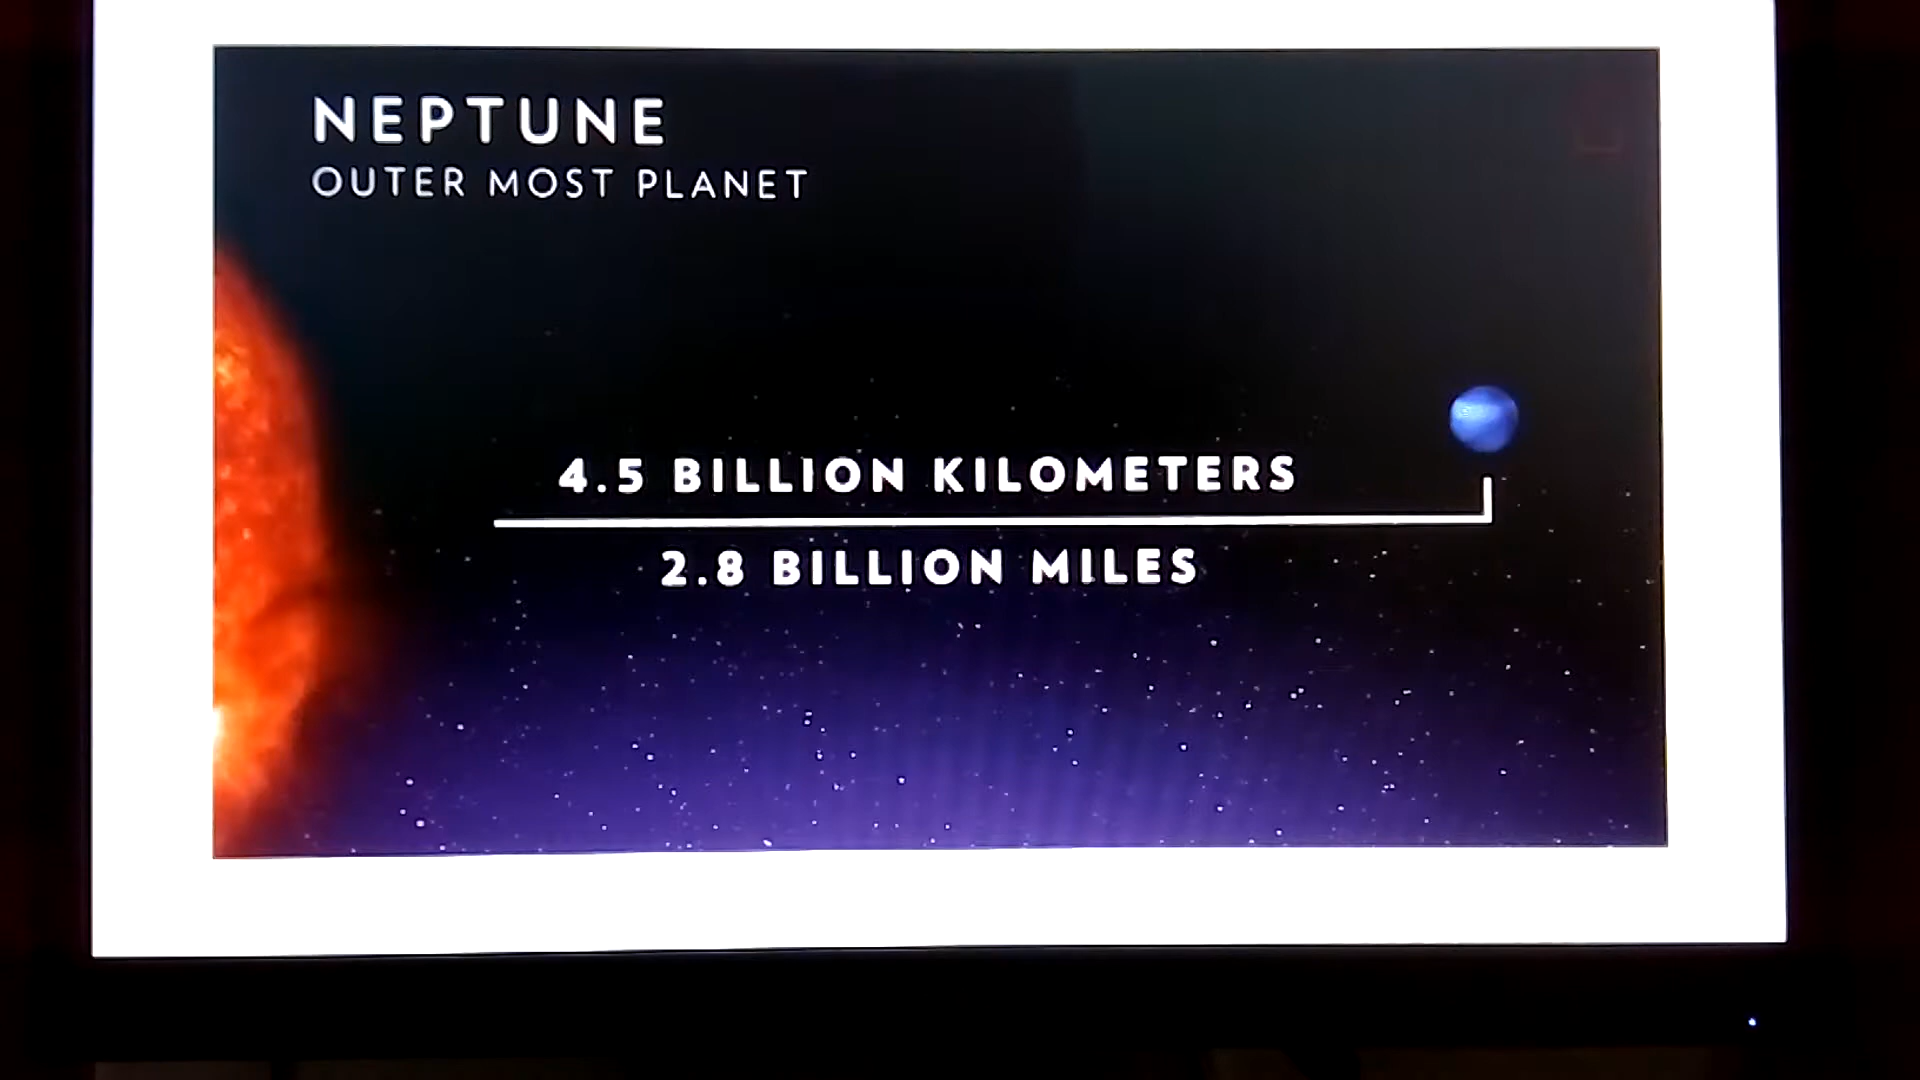 NEPTUNE
OUTER MOST PLANET
4.5 BILLION KILOMETERS
2.8 BILLION MILES